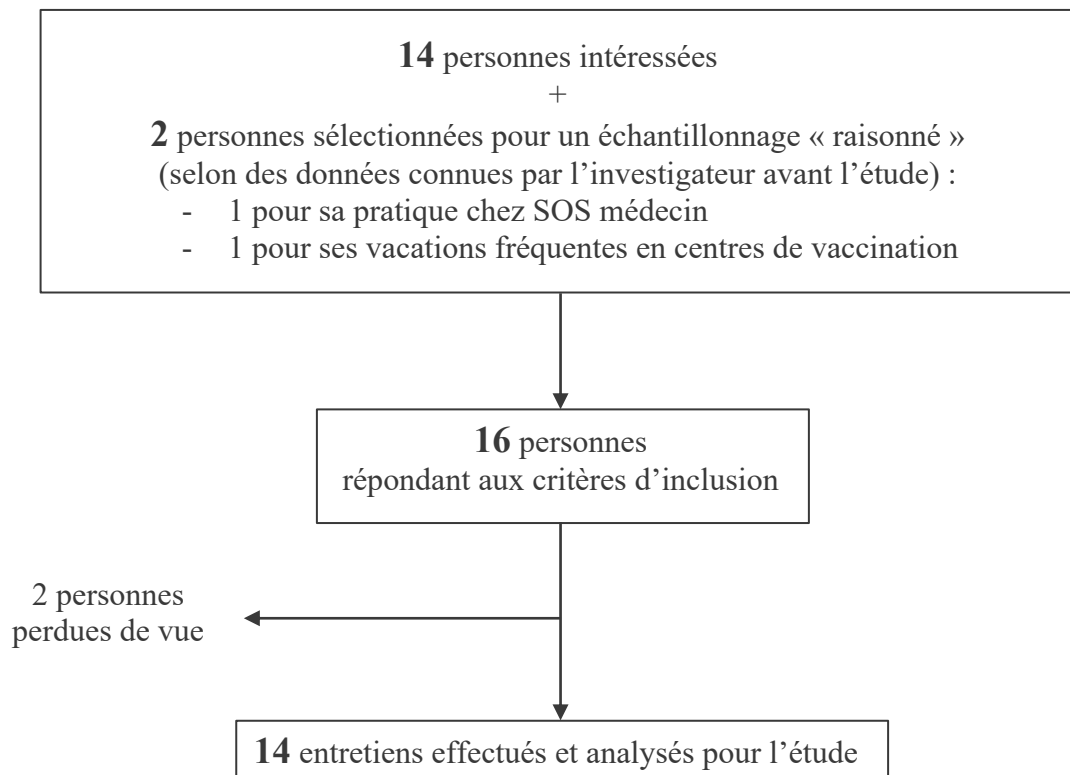 14 personnes intéressées
+
2 personnes sélectionnées pour un échantillonnage « raisonné »
(selon des données connues par l’investigateur avant l’étude) :
- 1 pour sa pratique chez SOS médecin
- 1 pour ses vacations fréquentes en centres de vaccination
16 personnes
répondant aux critères d’inclusion
2 personnes
perdues de vue
14 entretiens effectués et analysés pour l’étude